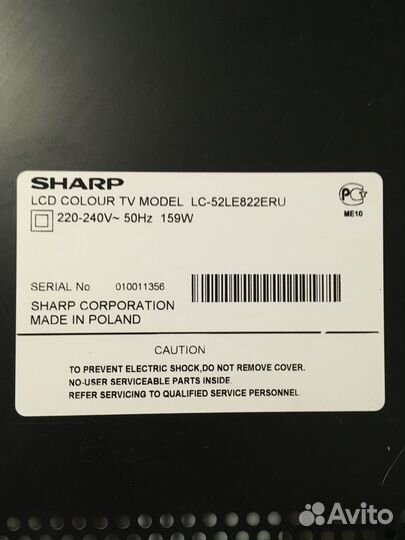 SHARP
LCD COLOUR TV MODEL LC-52LE822ERU
220-240V~ 50Hz 159W
ME10
SERIAL No 010011356
SHARP CORPORATION
MADE IN POLAND
CAUTION
TO PREVENT ELECTRIC SHOCK,DO NOT REMOVE COVER.
NO-USER SERVICEABLE PARTS INSIDE.
REFER SERVICING TO QUALIFIED SERVICE PERSONNEL.
Avito